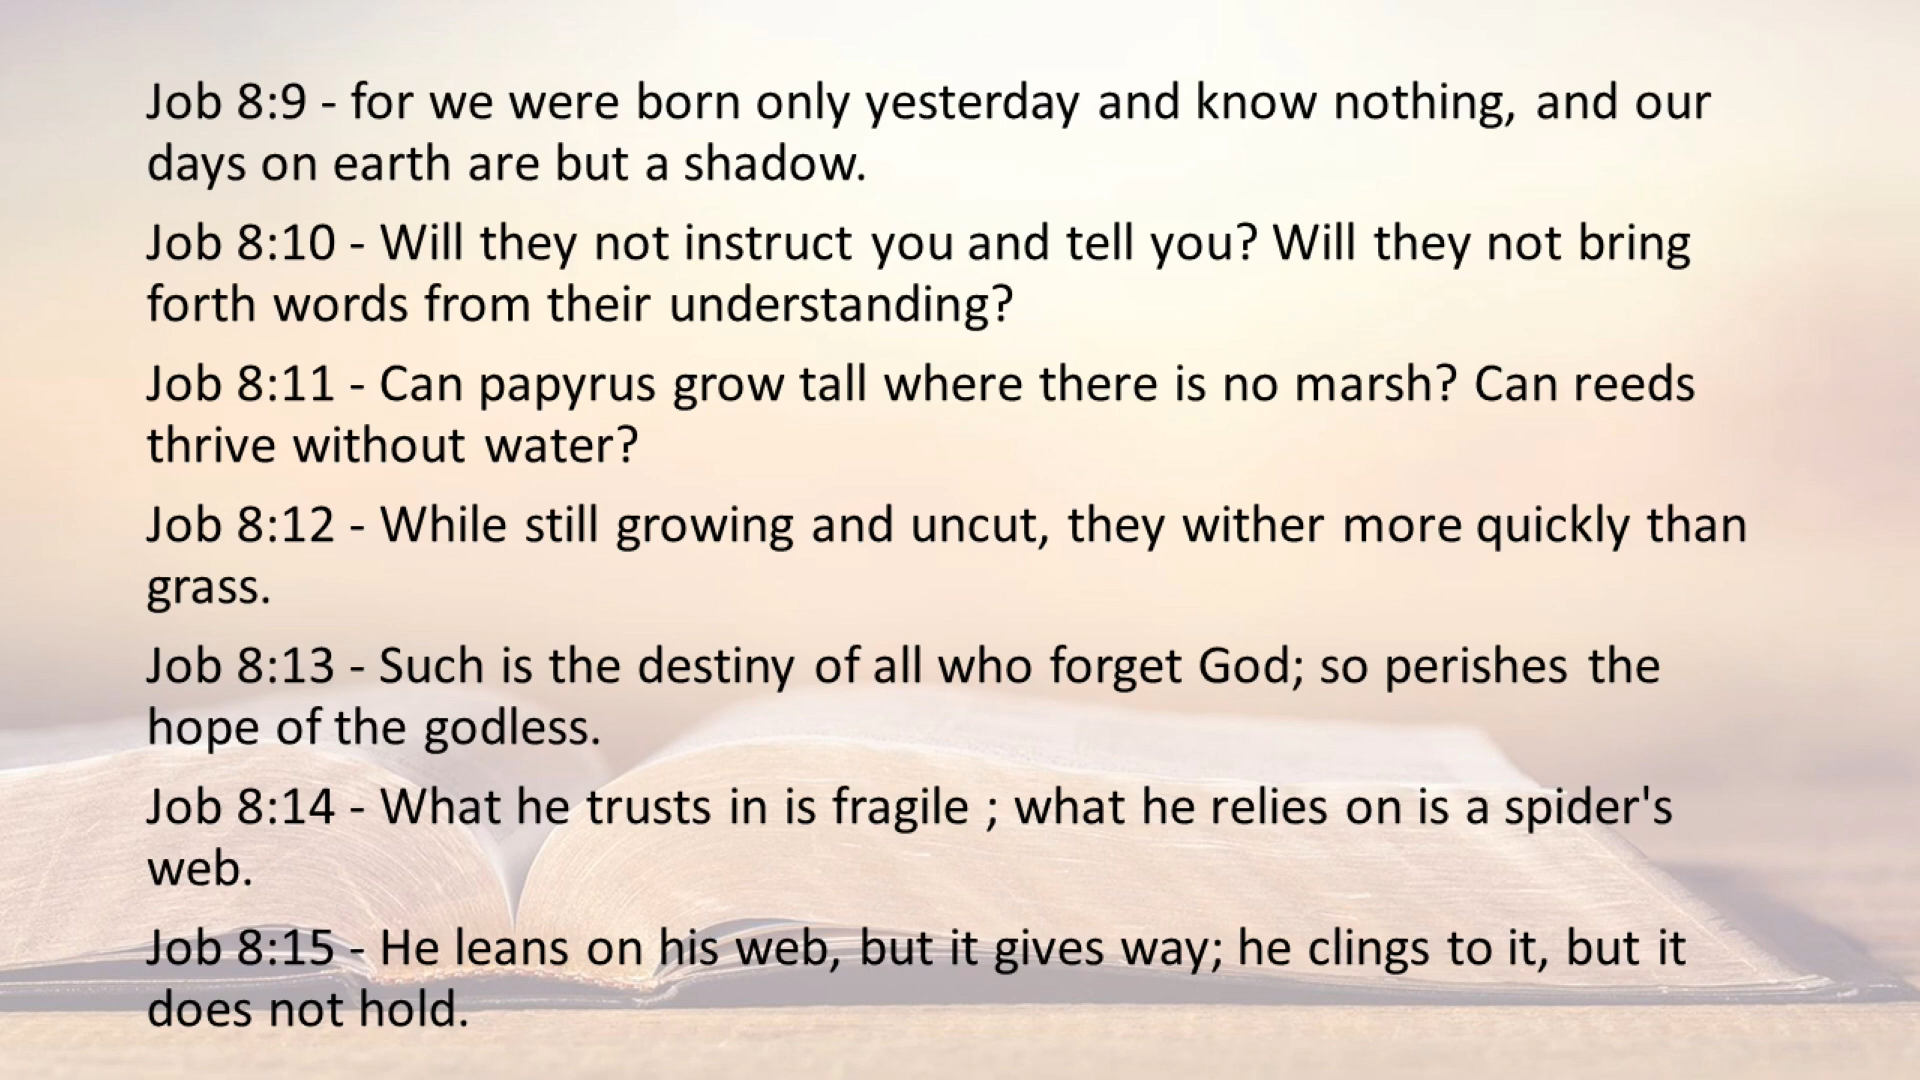 Job 8:9 - for we were born only yesterday and know nothing, and our
days on earth are but a shadow.
Job 8:10 - Will they not instruct you and tell you? Will they not bring
forth words from their understanding?
Job 8:11 - Can papyrus grow tall where there is no marsh? Can reeds
thrive without water?
Job 8:12 - While still growing and uncut, they wither more quickly than
grass.
Job 8:13 - Such is the destiny of all who forget God; so perishes the
hope of the godless.
Job 8:14 - What he trusts in is fragile ; what he relies on is a spider's
web.
Job 8:15 - He leans on his web, but it gives way; he clings to it, but it
does not hold.